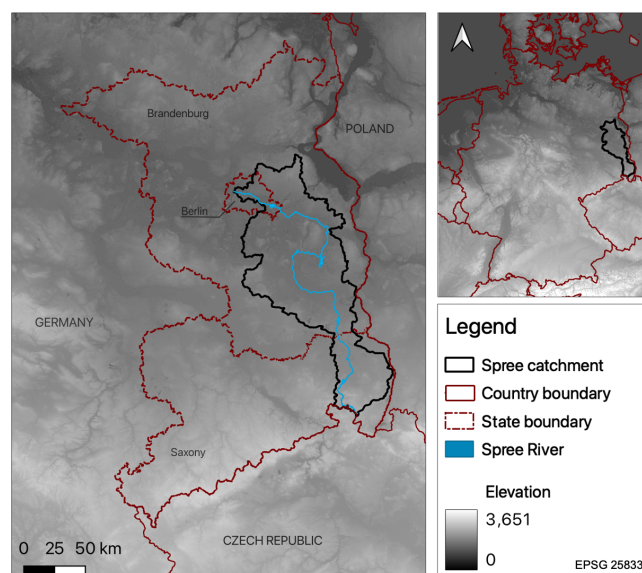 Brandenburg
POLAND
Berlin
GERMANY
Saxony
CZECH REPUBLIC
0 25 50 km
Legend
Spree catchment
Country boundary
State boundary
Spree River
Elevation
3,651
0
EPSG 25833